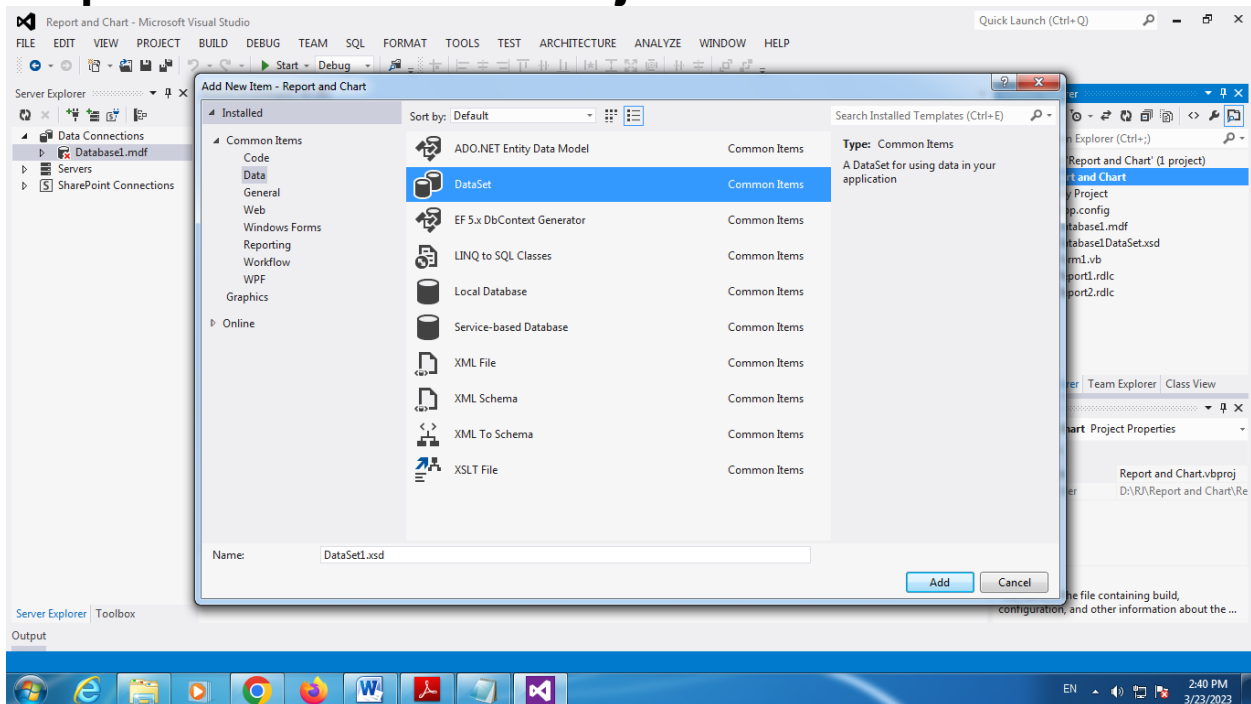 Report and Chart - Microsoft Visual Studio
Quick Launch (Ctrl+Q)
FILE EDIT VIEW PROJECT BUILD DEBUG TEAM SQL FORMAT TOOLS TEST ARCHITECTURE ANALYZE WINDOW HELP
Start - Debug
Server Explorer
Data Connections
Database1.mdf
Servers
SharePoint Connections
Add New Item - Report and Chart
Installed
Common Items
Code
Data
General
Web
Windows Forms
Reporting
Workflow
WPF
Graphics
Online
Sort by: Default
Search Installed Templates (Ctrl+E)
ADO.NET Entity Data Model Common Items
DataSet Common Items
EF 5.x DbContext Generator Common Items
LINQ to SQL Classes Common Items
Local Database Common Items
Service-based Database Common Items
XML File Common Items
XML Schema Common Items
XML To Schema Common Items
XSLT File Common Items
Type: Common Items
A DataSet for using data in your
application
Name: DataSet1.xsd
Add Cancel
er
n Explorer (Ctrl+;)
'Report and Chart' (1 project)
rt and Chart
y Project
pp.config
tabase1.mdf
tabase1DataSet.xsd
rm1.vb
port1.rdlc
port2.rdlc
rer Team Explorer Class View
hart Project Properties
Report and Chart.vbproj
er D:\RJ\Report and Chart\Re
he file containing build,
configuration, and other information about the ...
Server Explorer Toolbox
Output
EN
2:40 PM
3/23/2023